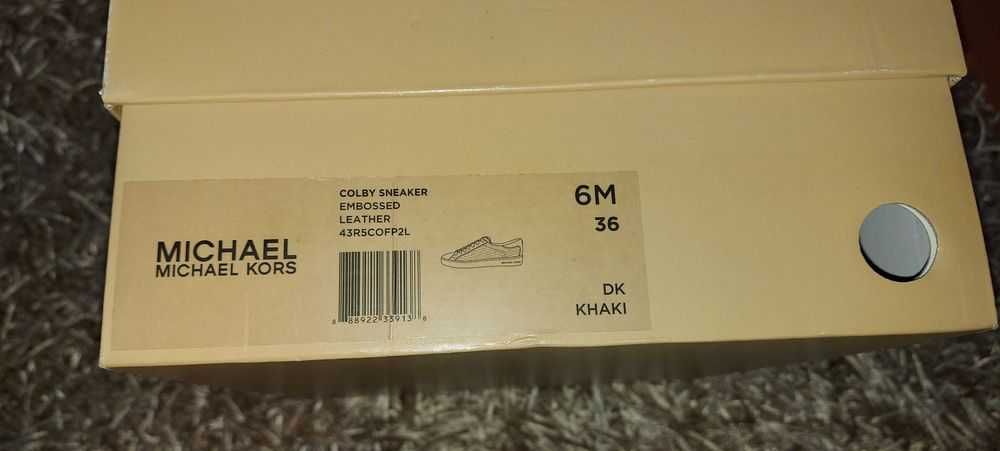 MICHAEL
MICHAEL KORS
COLBY SNEAKER
EMBOSSED
LEATHER
43R5COFP2L
8 88922 33913 8
6M
36
DK
KHAKI